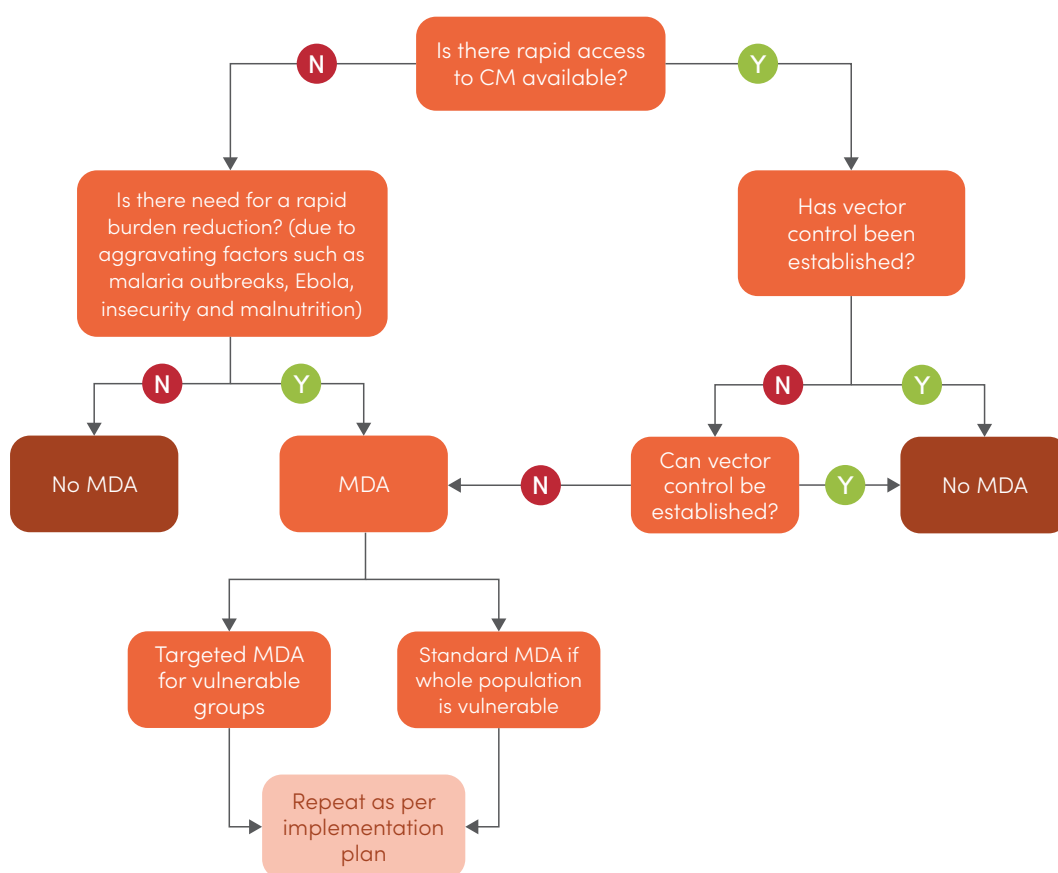 Is there rapid access
to CM available?
N
Y
Is there need for a rapid
burden reduction? (due to
aggravating factors such as
malaria outbreaks, Ebola,
insecurity and malnutrition)
Has vector
control been
established?
N
Y
N
Y
No MDA
MDA
N
Can vector
control be
established?
Y
No MDA
Targeted MDA
for vulnerable
groups
Standard MDA if
whole population
is vulnerable
Repeat as per
implementation
plan